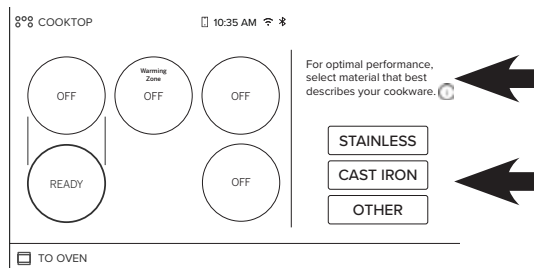 COOKTOP
10:35 AM
OFF
Warming
Zone
OFF
OFF
READY
OFF
For optimal performance,
select material that best
describes your cookware.
STAINLESS
CAST IRON
OTHER
TO OVEN